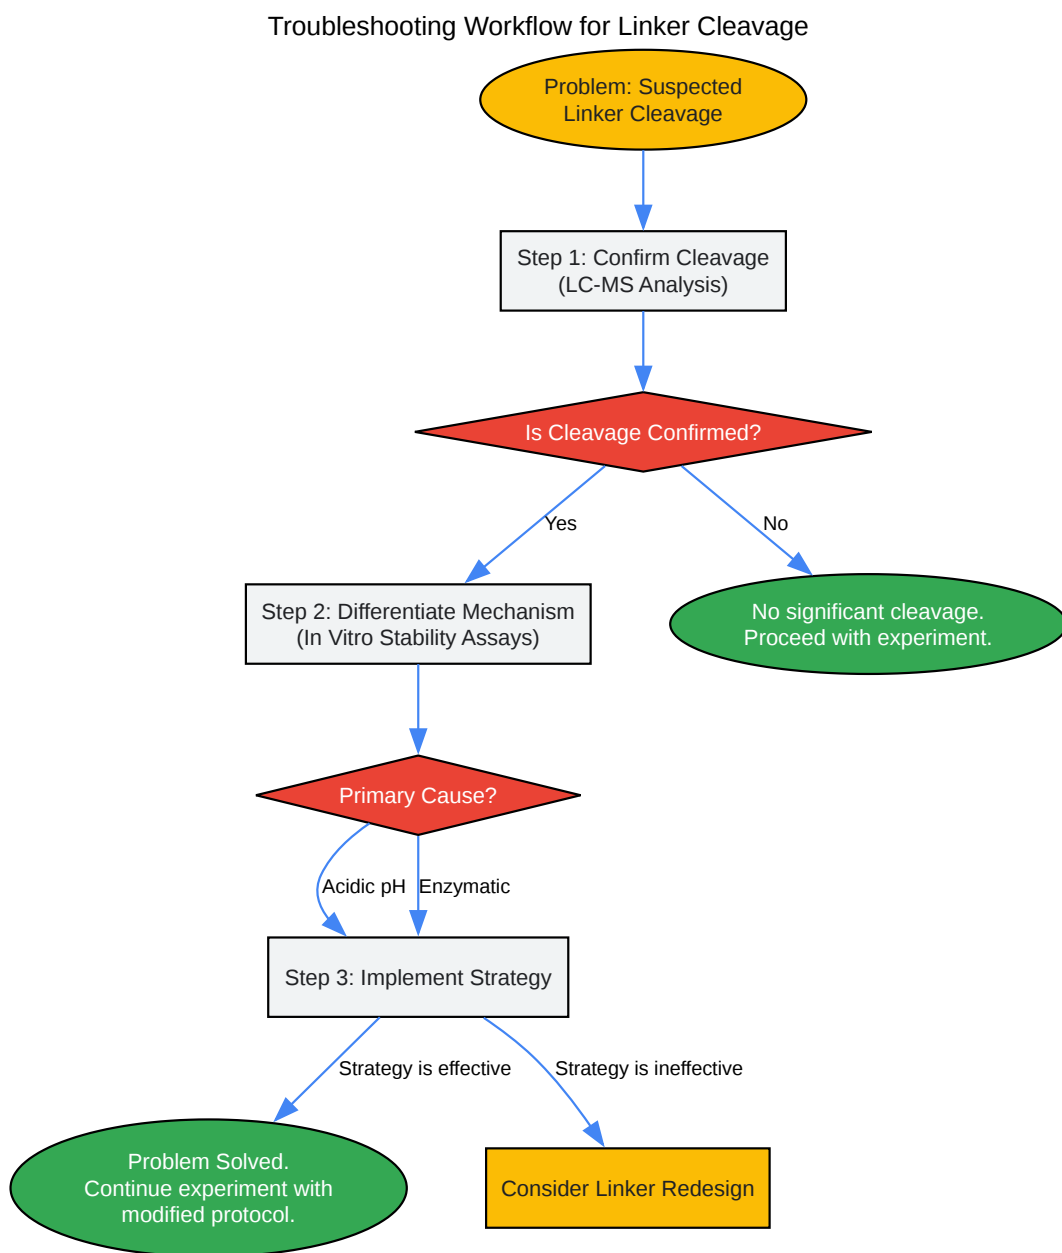 Troubleshooting Workflow for Linker Cleavage
Problem: Suspected
Linker Cleavage
Step 1: Confirm Cleavage
(LC-MS Analysis)
Is Cleavage Confirmed?
Yes
No
Step 2: Differentiate Mechanism
(In Vitro Stability Assays)
No significant cleavage.
Proceed with experiment.
Primary Cause?
Acidic pH
Enzymatic
Step 3: Implement Strategy
Strategy is effective
Strategy is ineffective
Problem Solved.
Continue experiment with
modified protocol.
Consider Linker Redesign